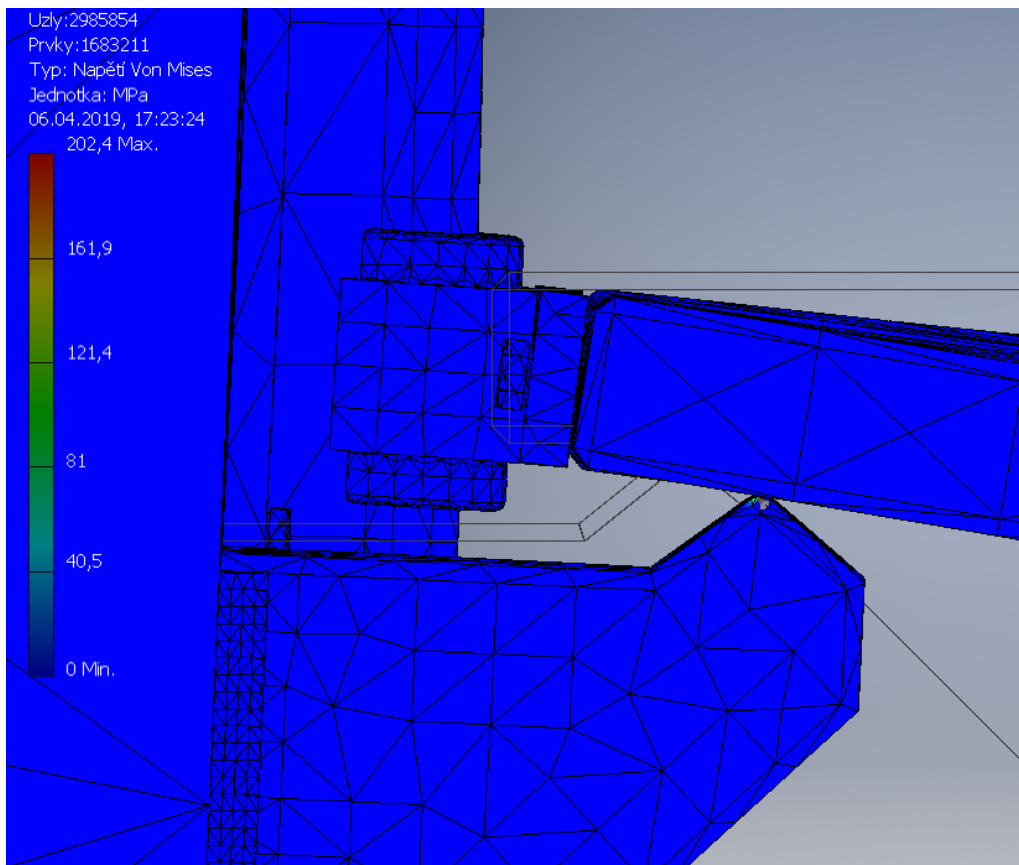 Uzly:2985854
Prvky:1683211
Typ: Napětí Von Mises
Jednotka: MPa
06.04.2019, 17:23:24
202,4 Max.
161,9
121,4
81
40,5
0 Min.